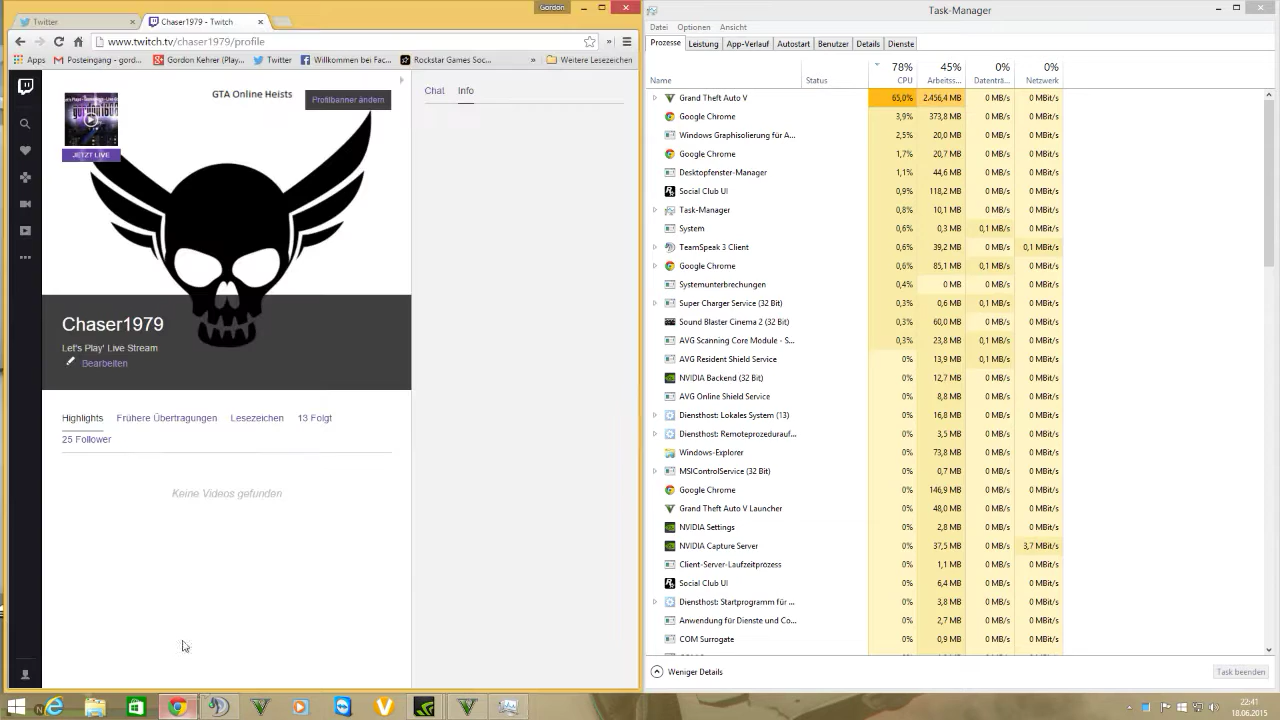 Twitter
Chaser1979 - Twitch
Gordon
www.twitch.tv/chaser1979/profile
Apps
Posteingang - gord...
Gordon Kehrer (Play...
Twitter
Willkommen bei Fac...
Rockstar Games Soc...
»
Weitere Lesezeichen
GTA Online Heists
Profilbanner ändern
JETZT LIVE
Chat
Info
Chaser1979
Let's Play' Live Stream
Bearbeiten
Highlights
Frühere Übertragungen
Lesezeichen
13 Folgt
25 Follower
Keine Videos gefunden
Task-Manager
Datei Optionen Ansicht
Prozesse Leistung App-Verlauf Autostart Benutzer Details Dienste
78% 45% 0% 0%
Name Status CPU Arbeitss... Datenträ... Netzwerk
Grand Theft Auto V 65,0% 2.456,4 MB 0 MB/s 0 MBit/s
Google Chrome 3,9% 373,8 MB 0 MB/s 0 MBit/s
Windows Graphisolierung für A... 2,5% 20,0 MB 0 MB/s 0 MBit/s
Google Chrome 1,7% 20,7 MB 0 MB/s 0 MBit/s
Desktopfenster-Manager 1,1% 44,6 MB 0 MB/s 0 MBit/s
Social Club UI 0,9% 118,2 MB 0 MB/s 0 MBit/s
Task-Manager 0,8% 10,1 MB 0 MB/s 0 MBit/s
System 0,6% 0,3 MB 0,1 MB/s 0 MBit/s
TeamSpeak 3 Client 0,6% 39,2 MB 0 MB/s 0,1 MBit/s
Google Chrome 0,6% 85,1 MB 0,1 MB/s 0 MBit/s
Systemunterbrechungen 0,4% 0 MB 0 MB/s 0 MBit/s
Super Charger Service (32 Bit) 0,3% 0,6 MB 0,1 MB/s 0 MBit/s
Sound Blaster Cinema 2 (32 Bit) 0,3% 60,0 MB 0 MB/s 0 MBit/s
AVG Scanning Core Module - S... 0,3% 23,8 MB 0,1 MB/s 0 MBit/s
AVG Resident Shield Service 0% 13,9 MB 0,1 MB/s 0 MBit/s
NVIDIA Backend (32 Bit) 0% 12,7 MB 0 MB/s 0 MBit/s
AVG Online Shield Service 0% 8,8 MB 0 MB/s 0 MBit/s
Diensthost: Lokales System (13) 0% 16,8 MB 0 MB/s 0 MBit/s
Diensthost: Remoteprozeduraufr... 0% 3,5 MB 0 MB/s 0 MBit/s
Windows-Explorer 0% 73,8 MB 0 MB/s 0 MBit/s
MSIControlService (32 Bit) 0% 0,7 MB 0 MB/s 0 MBit/s
Google Chrome 0% 146,9 MB 0 MB/s 0 MBit/s
Grand Theft Auto V Launcher 0% 48,0 MB 0 MB/s 0 MBit/s
NVIDIA Settings 0% 2,8 MB 0 MB/s 0 MBit/s
NVIDIA Capture Server 0% 37,5 MB 0 MB/s 3,7 MBit/s
Client-Server-Laufzeitprozess 0% 1,1 MB 0 MB/s 0 MBit/s
Social Club UI 0% 6,4 MB 0 MB/s 0 MBit/s
Diensthost: Startprogramm für ... 0% 3,8 MB 0 MB/s 0 MBit/s
Anwendung für Dienste und Co... 0% 2,7 MB 0 MB/s 0 MBit/s
COM Surrogate 0% 0,9 MB 0 MB/s 0 MBit/s
Weniger Details
Task beenden
22:41
18.06.2015